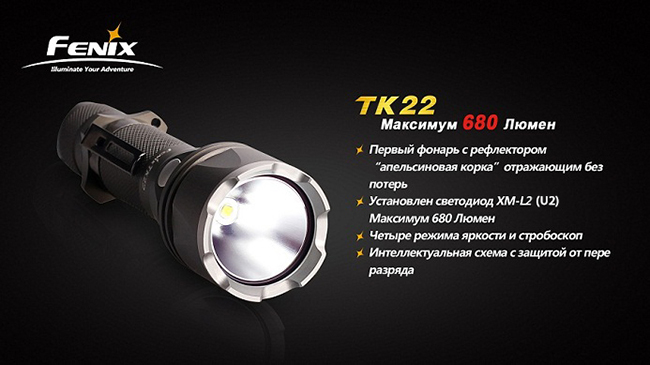 FENIX
Illuminate Your Adventure
TK22
Максимум 680 Люмен
Первый фонарь с рефлектором
“апельсиновая корка” отражающим без
потерь
Установлен светодиод XM-L2 (U2)
Максимум 680 Люмен
Четыре режима яркости и стробоскоп
Интеллектуальная схема с защитой от пере
разряда